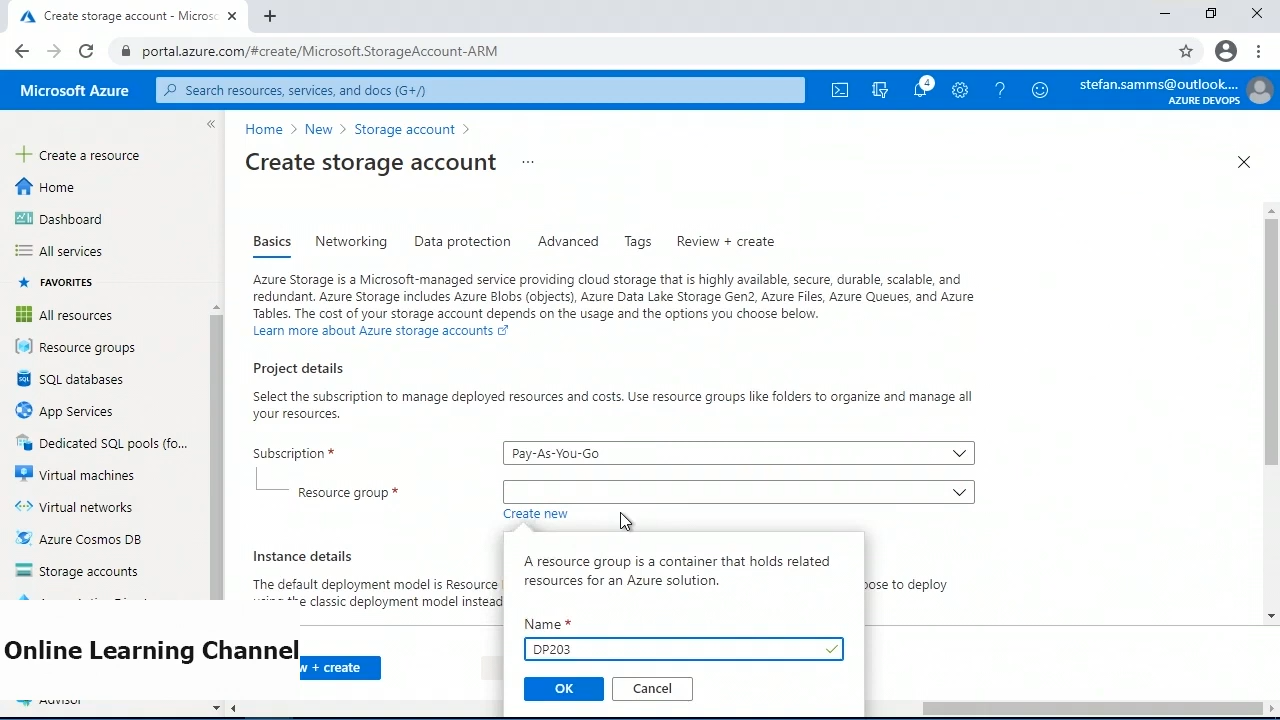 Create storage account - Microso
portal.azure.com/#create/Microsoft.StorageAccount-ARM
Microsoft Azure
Search resources, services, and docs (G+/)
4
stefan.samms@outlook....
AZURE DEVOPS
Create a resource
Home
Dashboard
All services
FAVORITES
All resources
Resource groups
SQL databases
App Services
Dedicated SQL pools (fo...
Virtual machines
Virtual networks
Azure Cosmos DB
Storage accounts
Advisor
Home > New > Storage account >
Create storage account ...
Basics Networking Data protection Advanced Tags Review + create
Azure Storage is a Microsoft-managed service providing cloud storage that is highly available, secure, durable, scalable, and
redundant. Azure Storage includes Azure Blobs (objects), Azure Data Lake Storage Gen2, Azure Files, Azure Queues, and Azure
Tables. The cost of your storage account depends on the usage and the options you choose below.
Learn more about Azure storage accounts
Project details
Select the subscription to manage deployed resources and costs. Use resource groups like folders to organize and manage all
your resources.
Subscription * Pay-As-You-Go
Resource group *
Create new
A resource group is a container that holds related
resources for an Azure solution.
Name *
DP203
OK Cancel
Instance details
The default deployment model is Resource ose to deploy
using the classic deployment model instead
w + create
Online Learning Channel